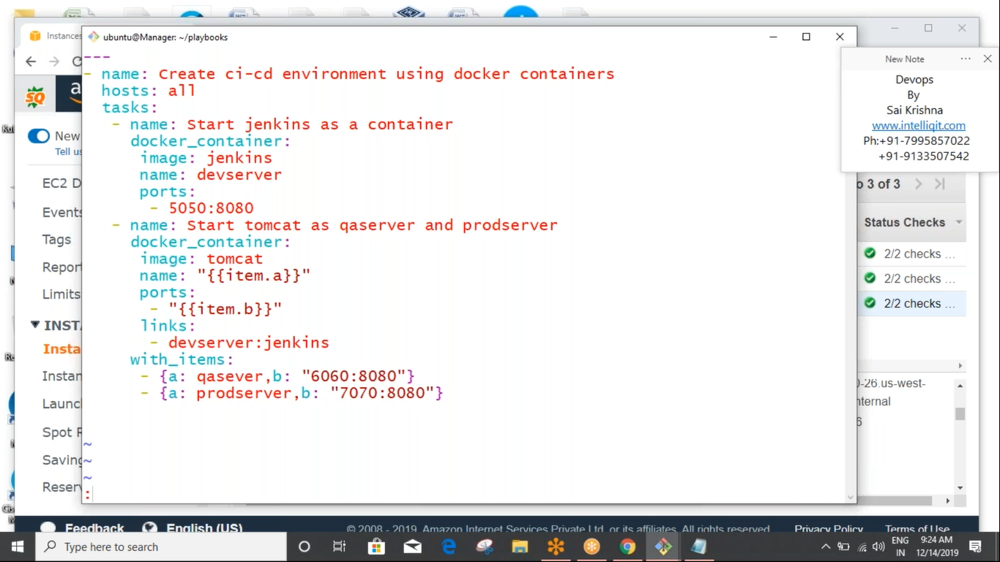 Instances
ubuntu@Manager: ~/playbooks
---
- name: Create ci-cd environment using docker containers
  hosts: all
  tasks:
   - name: Start jenkins as a container
     docker_container:
      image: jenkins
      name: devserver
      ports:
       - 5050:8080
   - name: Start tomcat as qaserver and prodserver
     docker_container:
      image: tomcat
      name: "{{item.a}}"
      ports:
       - "{{item.b}}"
      links:
       - devserver:jenkins
     with_items:
      - {a: qasever,b: "6060:8080"}
      - {a: prodserver,b: "7070:8080"}
~
~
~
:
New Note
Devops
By
Sai Krishna
www.intelliqit.com
Ph:+91-7995857022
+91-9133507542
New
Tell us
EC2 D
Events
Tags
Report
Limits
INST
Insta
Instan
Launc
Spot R
Saving
Reserv
3 of 3
Status Checks
2/2 checks ...
2/2 checks ...
2/2 checks ...
0-26.us-west-
nternal
6
Feedback
English (US)
© 2008 - 2019, Amazon Internet Services Private Ltd. or its affiliates. All rights reserved.
Privacy Policy
Terms of Use
Type here to search
ENG
IN
9:24 AM
12/14/2019